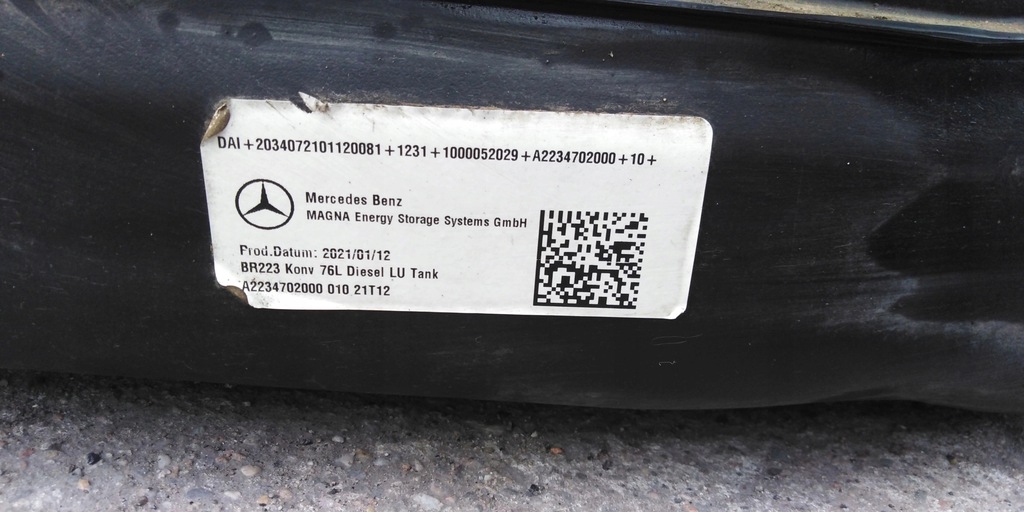 DAI+2034072101120081+1231+1000052029+A2234702000+10+
Mercedes Benz
MAGNA Energy Storage Systems GmbH
Prod.Datum: 2021/01/12
BR223 Konv 76L Diesel LU Tank
A2234702000 010 21T12